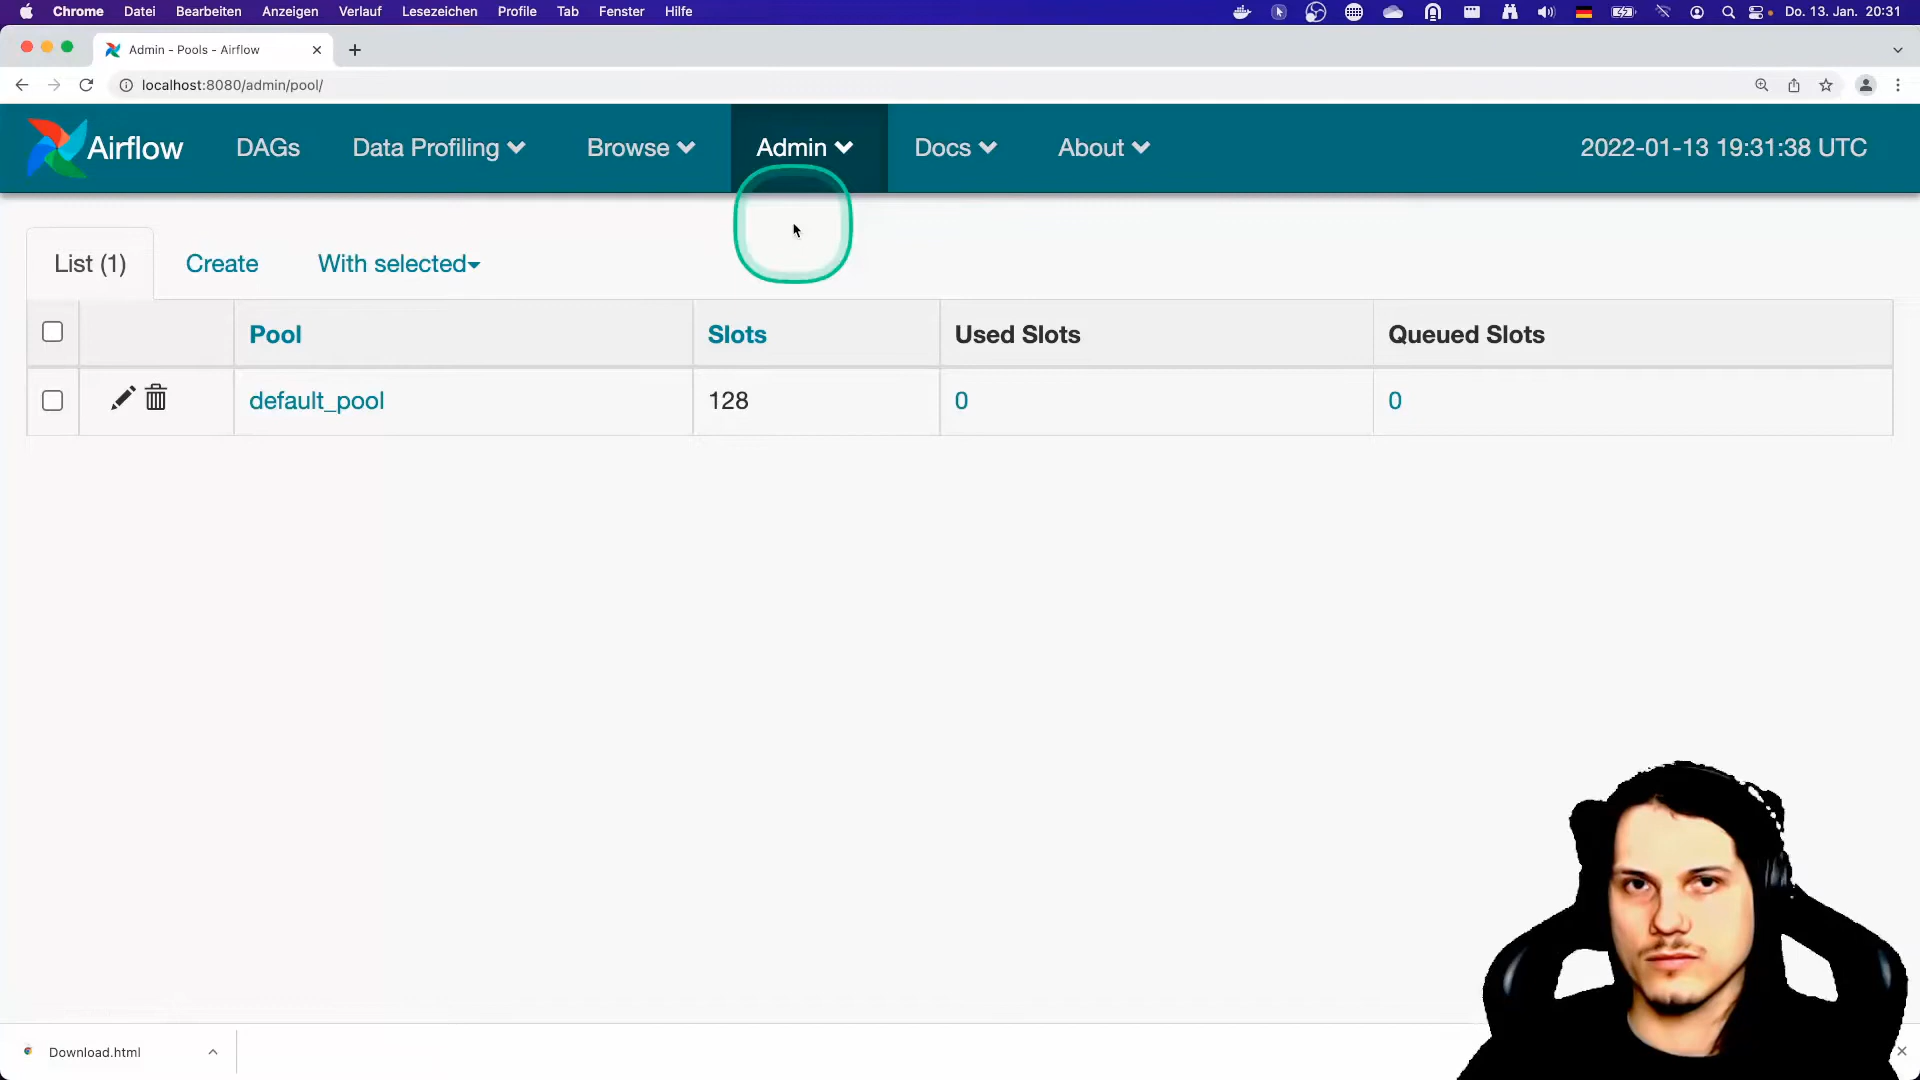 Chrome Datei Bearbeiten Anzeigen Verlauf Lesezeichen Profile Tab Fenster Hilfe Do. 13. Jan. 20:31
Admin - Pools - Airflow
localhost:8080/admin/pool/
Airflow DAGs Data Profiling Browse Admin Docs About 2022-01-13 19:31:38 UTC
List (1) Create With selected
Pool Slots Used Slots Queued Slots
default_pool 128 0 0
Download.html